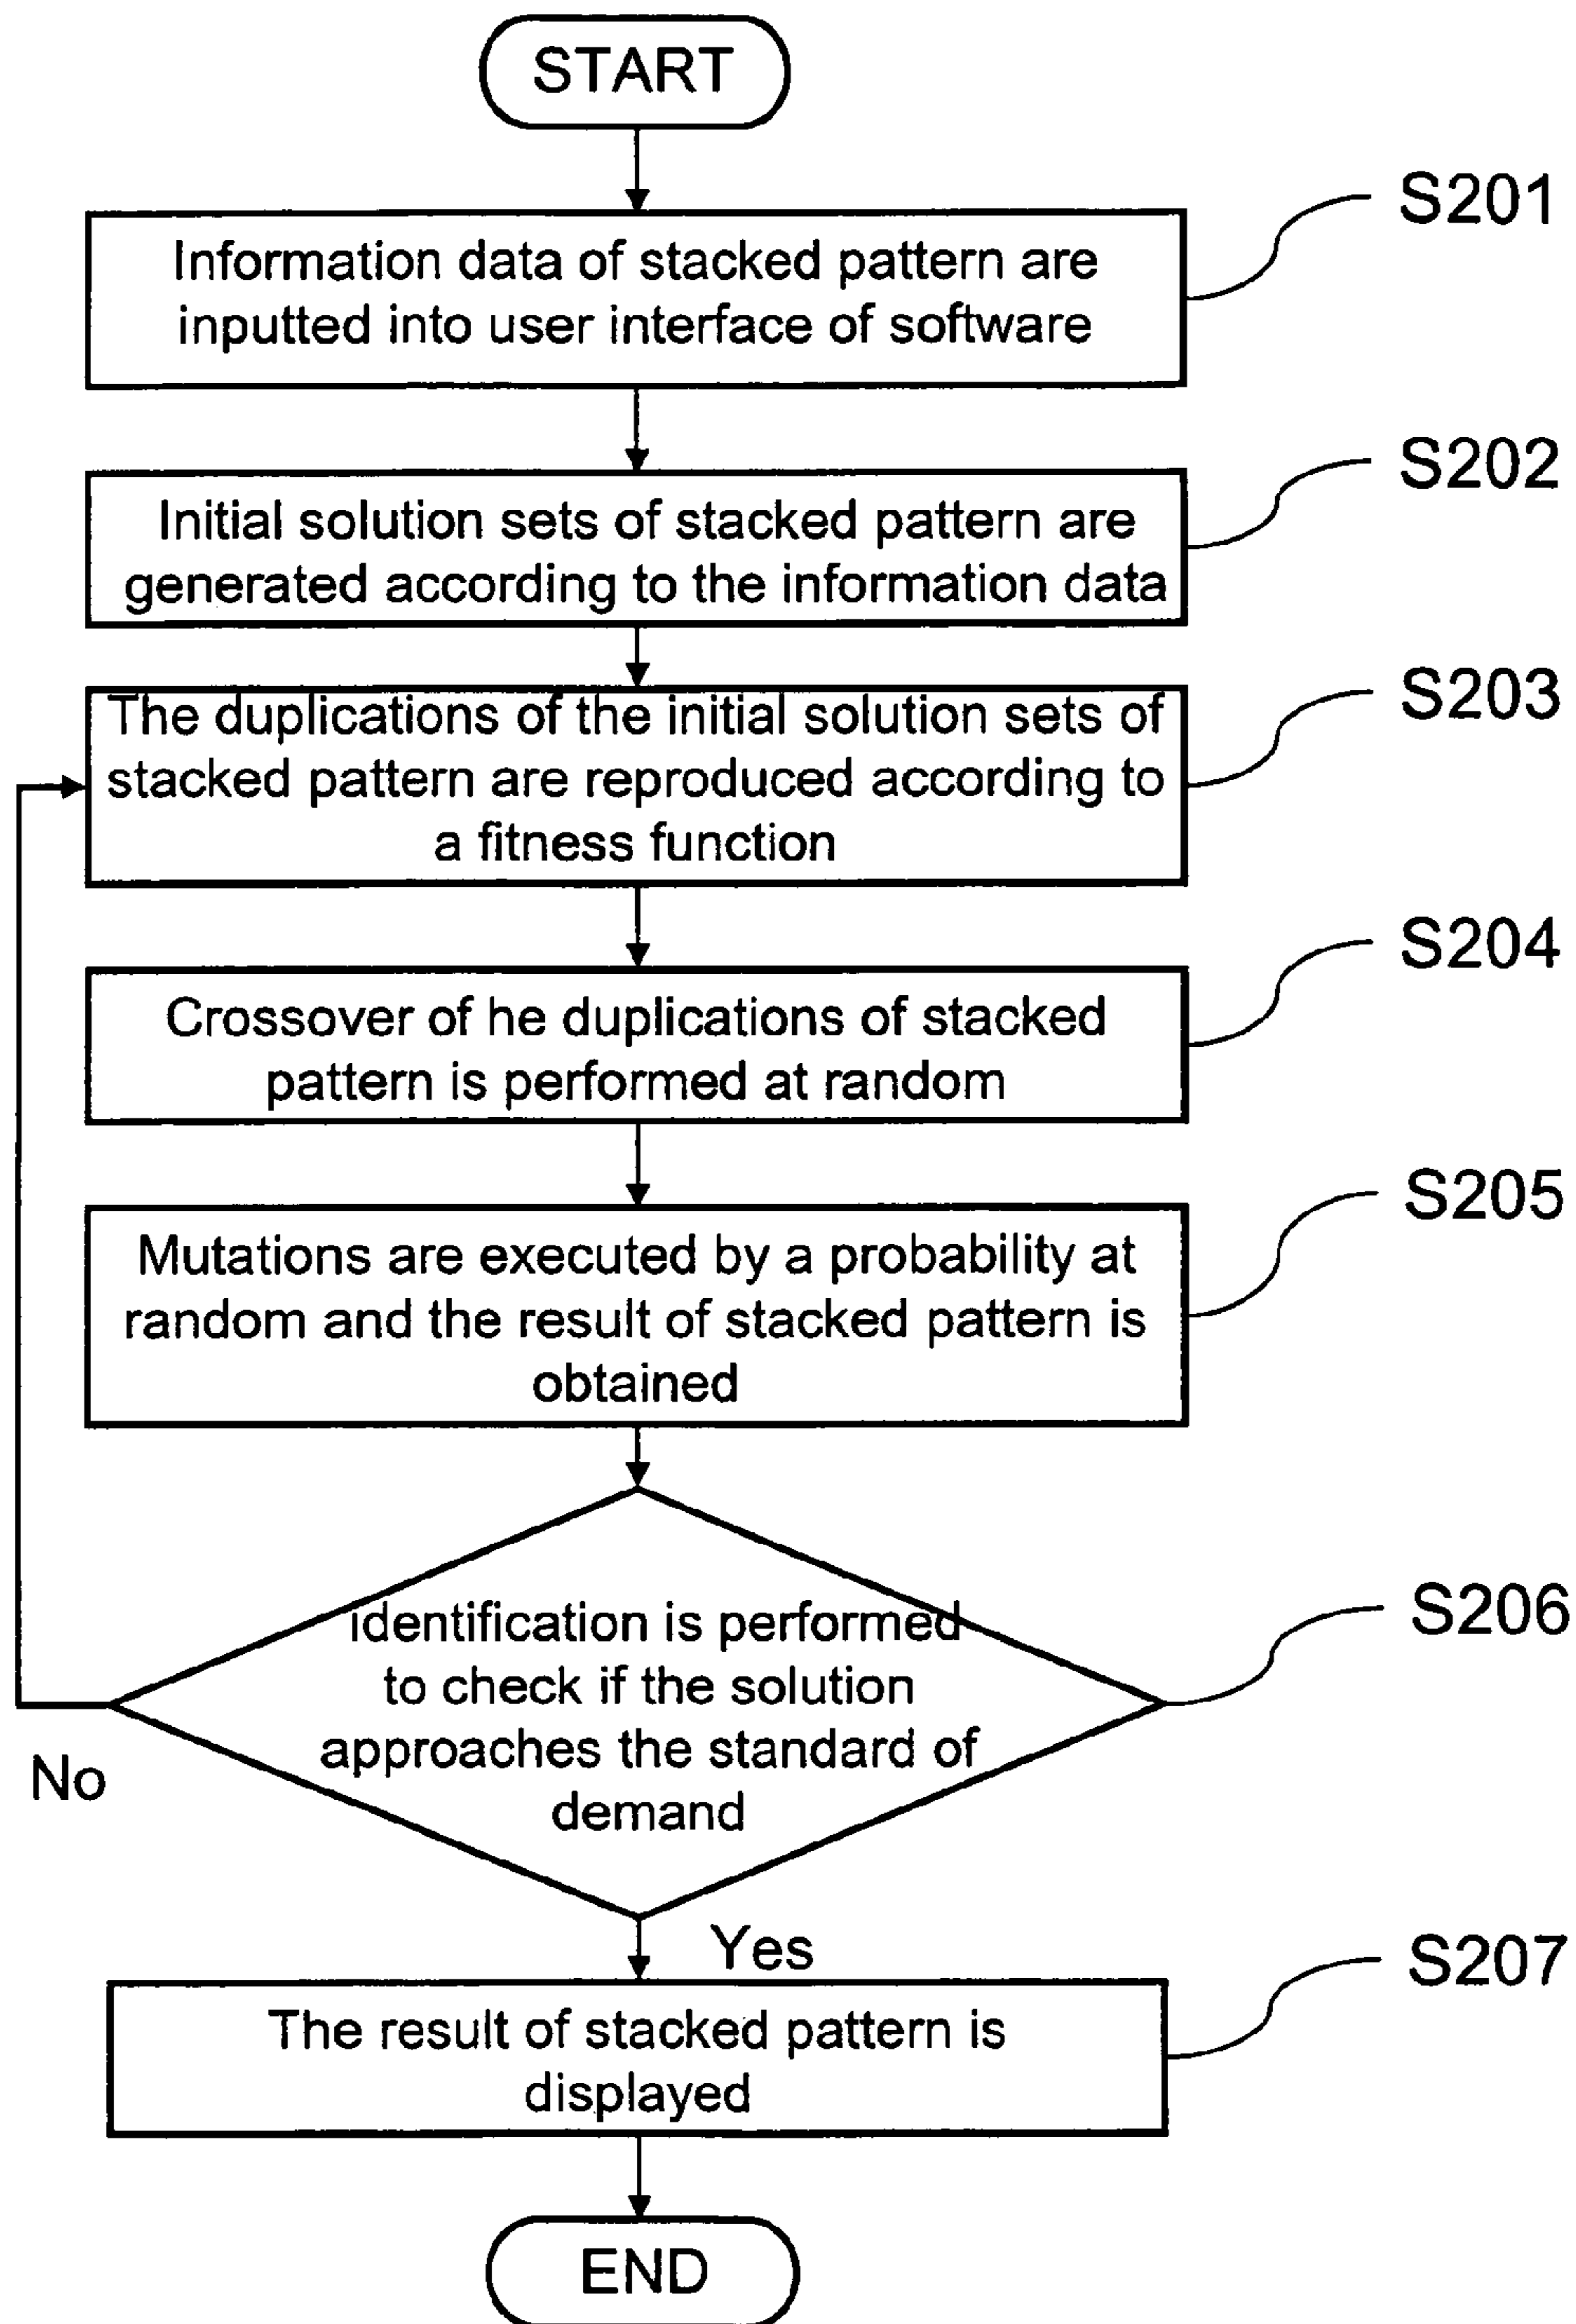 START
S201
Information data of stacked pattern are
inputted into user interface of software
S202
Initial solution sets of stacked pattern are
generated according to the information data
S203
The duplications of the initial solution sets of
stacked pattern are reproduced according to
a fitness function
S204
Crossover of he duplications of stacked
pattern is performed at random
S205
Mutations are executed by a probability at
random and the result of stacked pattern is
obtained
S206
identification is performed
to check if the solution
approaches the standard of
demand
No
Yes
S207
The result of stacked pattern is
displayed
END